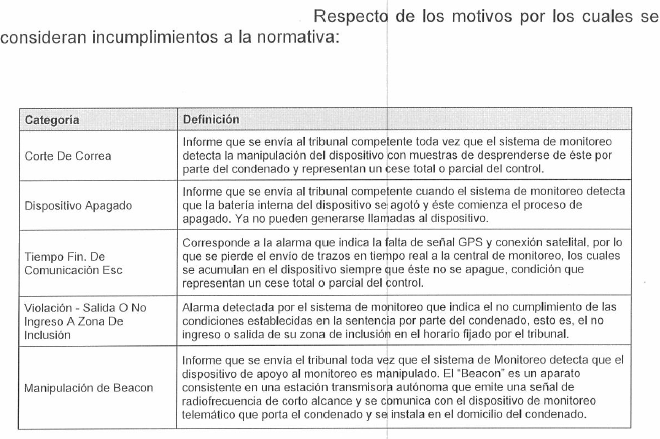 Respecto de los motivos por los cuales se
consideran incumplimientos a la normativa:
Categoría
Definición
Corte De Correa
Informe que se envía al tribunal competente toda vez que el sistema de monitoreo
detecta la manipulación del dispositivo con muestras de desprenderse de éste por
parte del condenado y representan un cese total o parcial del control.
Dispositivo Apagado
Informe que se envía al tribunal competente cuando el sistema de monitoreo detecta
que la batería interna del dispositivo se agotó y éste comienza el proceso de
apagado. Ya no pueden generarse llamadas al dispositivo.
Tiempo Fin. De
Comunicación Esc
Corresponde a la alarma que indica la falta de señal GPS y conexión satelital, por lo
que se pierde el envío de trazos en tiempo real a la central de monitoreo, los cuales
se acumulan en el dispositivo siempre que éste no se apague, condición que
representan un cese total o parcial del control.
Violación - Salida O No
Ingreso A Zona De
Inclusión
Alarma detectada por el sistema de monitoreo que indica el no cumplimiento de las
condiciones establecidas en la sentencia por parte del condenado, esto es, el no
ingreso o salida de su zona de inclusión en el horario fijado por el tribunal.
Manipulación de Beacon
Informe que se envía el tribunal toda vez que el sistema de Monitoreo detecta que el
dispositivo de apoyo al monitoreo es manipulado. El "Beacon" es un aparato
consistente en una estación transmisora autónoma que emite una señal de
radiofrecuencia de corto alcance y se comunica con el dispositivo de monitoreo
telemático que porta el condenado y se instala en el domicilio del condenado.